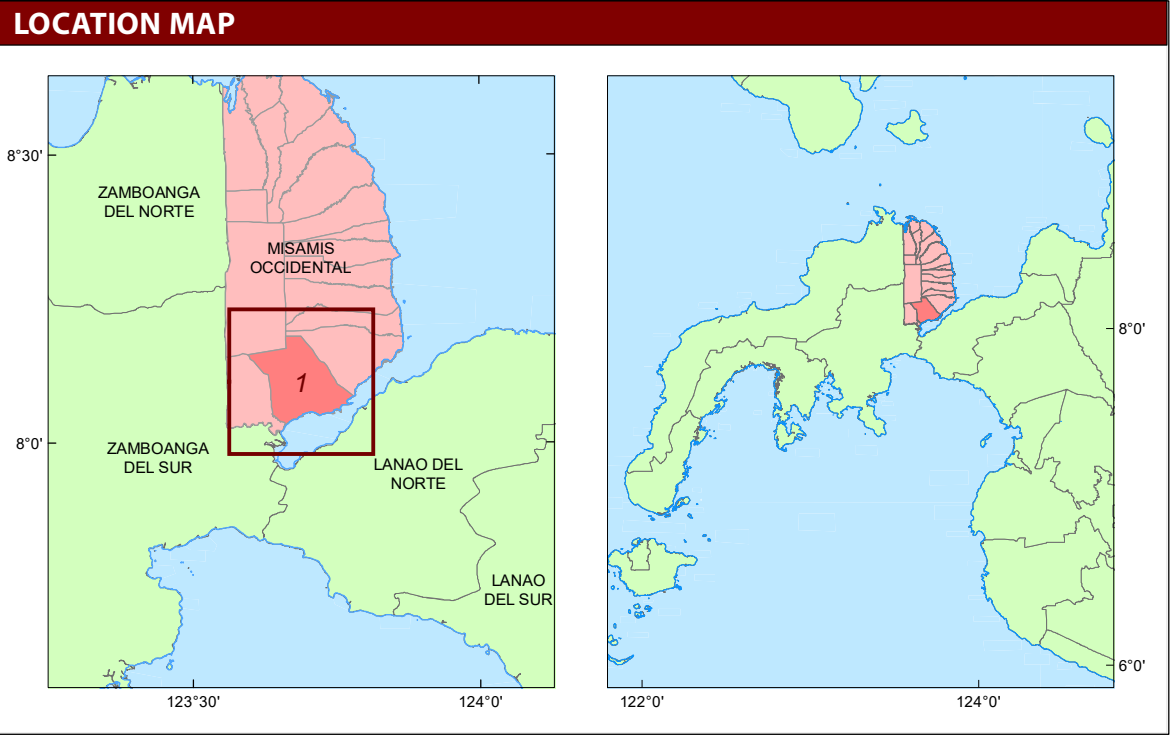 LOCATION MAP
8°30'
ZAMBOANGA
DEL NORTE
MISAMIS
OCCIDENTAL
1
8°0'
ZAMBOANGA
DEL SUR
LANAO DEL
NORTE
LANAO
DEL SUR
123°30'
124°0'
8°0'
6°0'
122°0'
124°0'